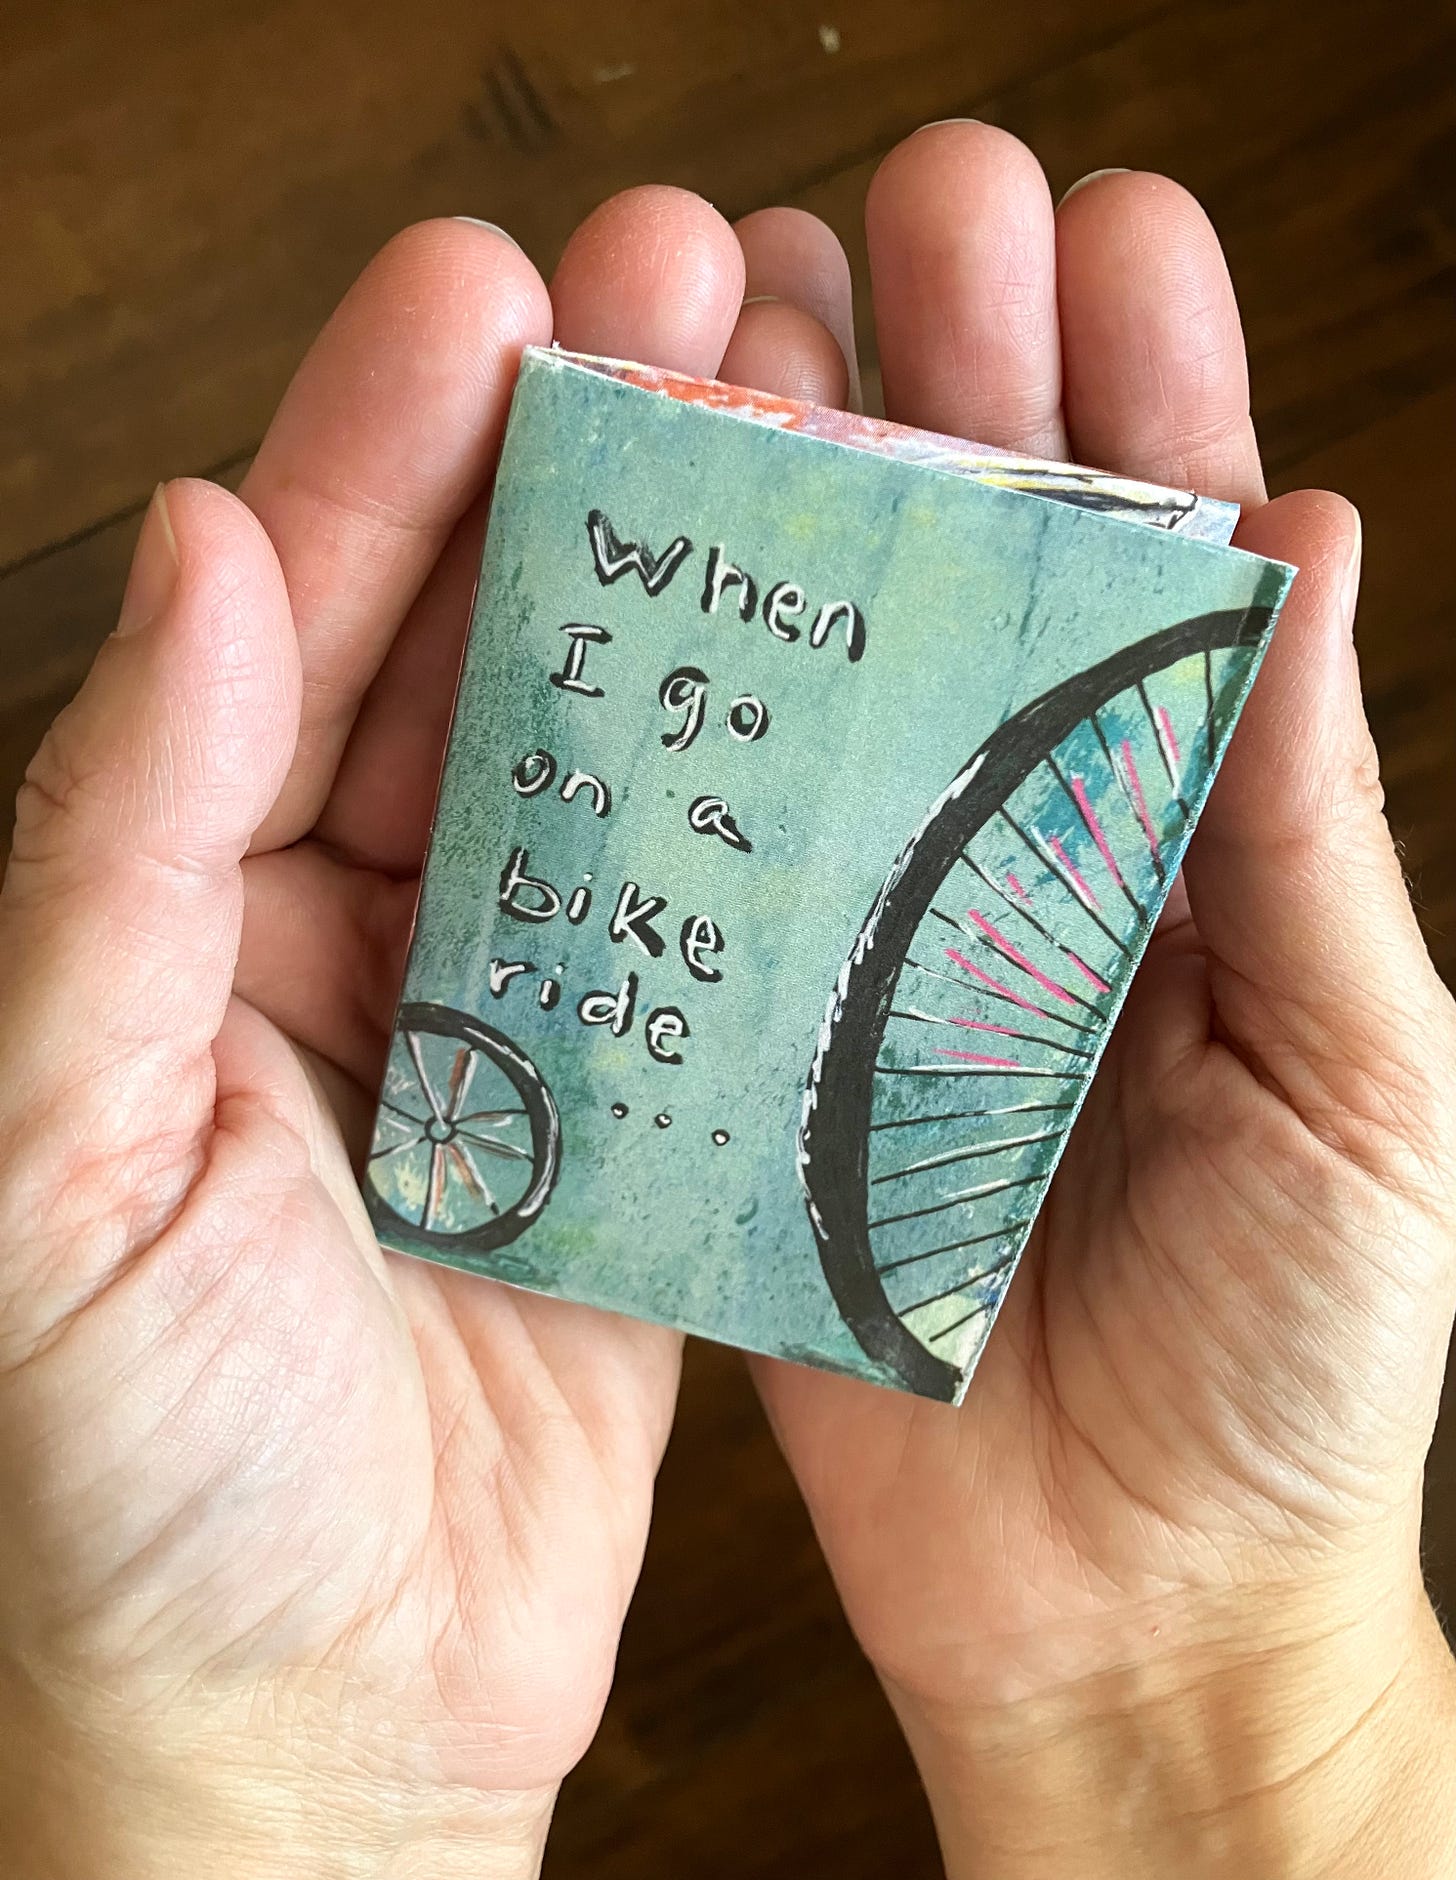 When
I go
on a
bike
ride
...